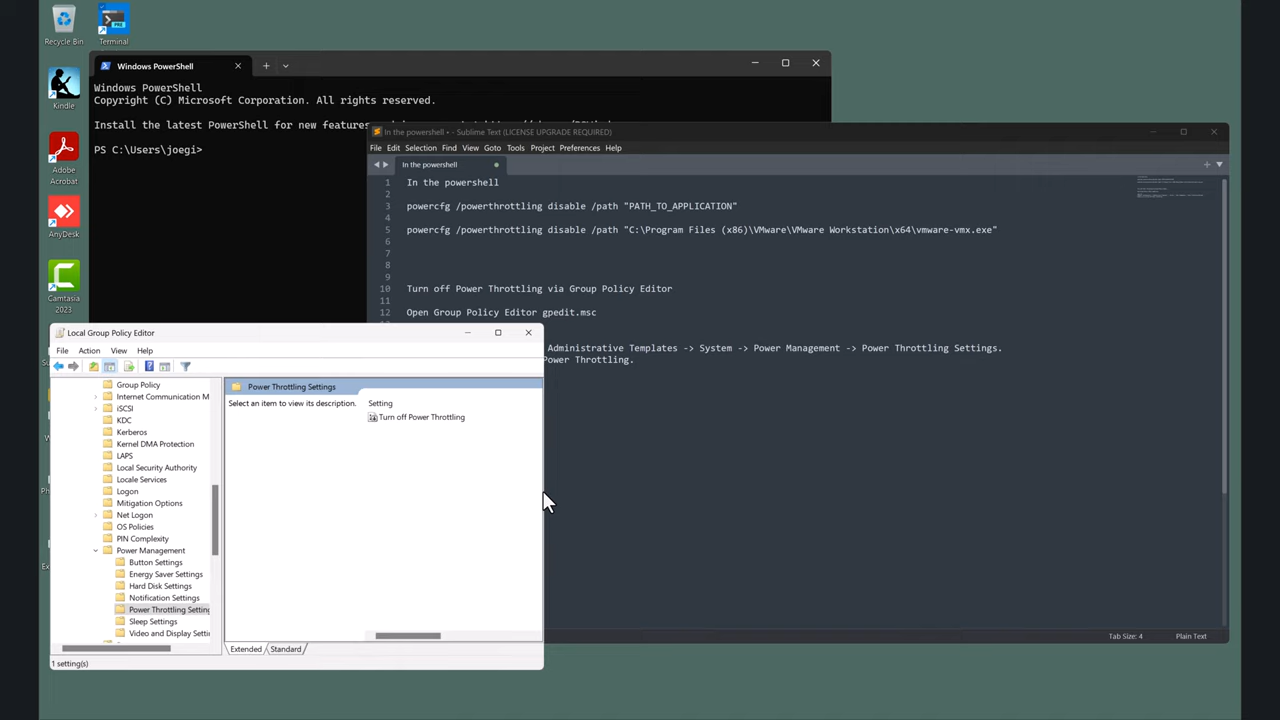 Recycle Bin
Terminal
Kindle
Adobe
Acrobat
AnyDesk
Camtasia
2023
Windows PowerShell
Windows PowerShell
Copyright (C) Microsoft Corporation. All rights reserved.
Install the latest PowerShell for new features
PS C:\Users\joegi>
In the powershell • - Sublime Text (LICENSE UPGRADE REQUIRED)
File Edit Selection Find View Goto Tools Project Preferences Help
In the powershell
1 In the powershell
2
3 powercfg /powerthrottling disable /path "PATH_TO_APPLICATION"
4
5 powercfg /powerthrottling disable /path "C:\Program Files (x86)\VMware\VMware Workstation\x64\vmware-vmx.exe"
6
7
8
9
10 Turn off Power Throttling via Group Policy Editor
11
12 Open Group Policy Editor gpedit.msc
Administrative Templates -> System -> Power Management -> Power Throttling Settings.
Power Throttling.
Tab Size: 4 Plain Text
Local Group Policy Editor
File Action View Help
Group Policy
Internet Communication M
iSCSI
KDC
Kerberos
Kernel DMA Protection
LAPS
Local Security Authority
Locale Services
Logon
Mitigation Options
Net Logon
OS Policies
PIN Complexity
Power Management
Button Settings
Energy Saver Settings
Hard Disk Settings
Notification Settings
Power Throttling Setting
Sleep Settings
Video and Display Setti
Power Throttling Settings
Select an item to view its description.
Setting
Turn off Power Throttling
Extended Standard
1 setting(s)